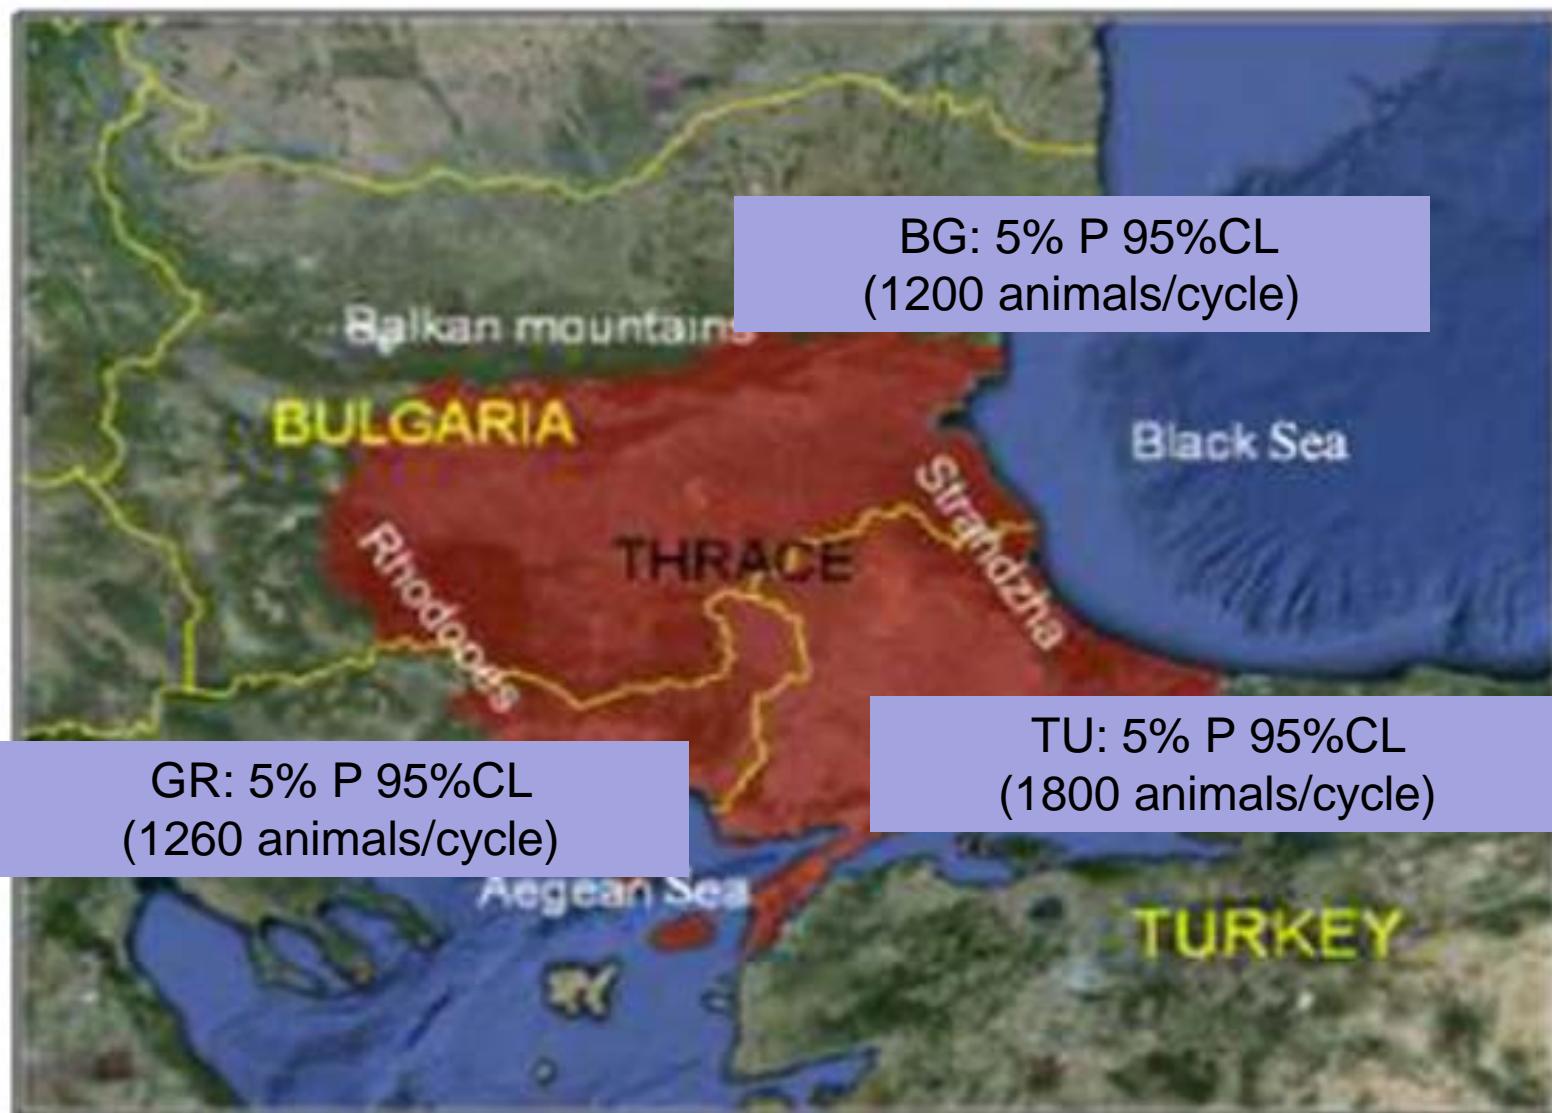 BG: 5% P 95%CL
(1200 animals/cycle)
Balkan mountains
BULGARIA
Black Sea
Strandzha
THRACE
Rhodopes
TU: 5% P 95%CL
(1800 animals/cycle)
GR: 5% P 95%CL
(1260 animals/cycle)
Aegean Sea
TURKEY